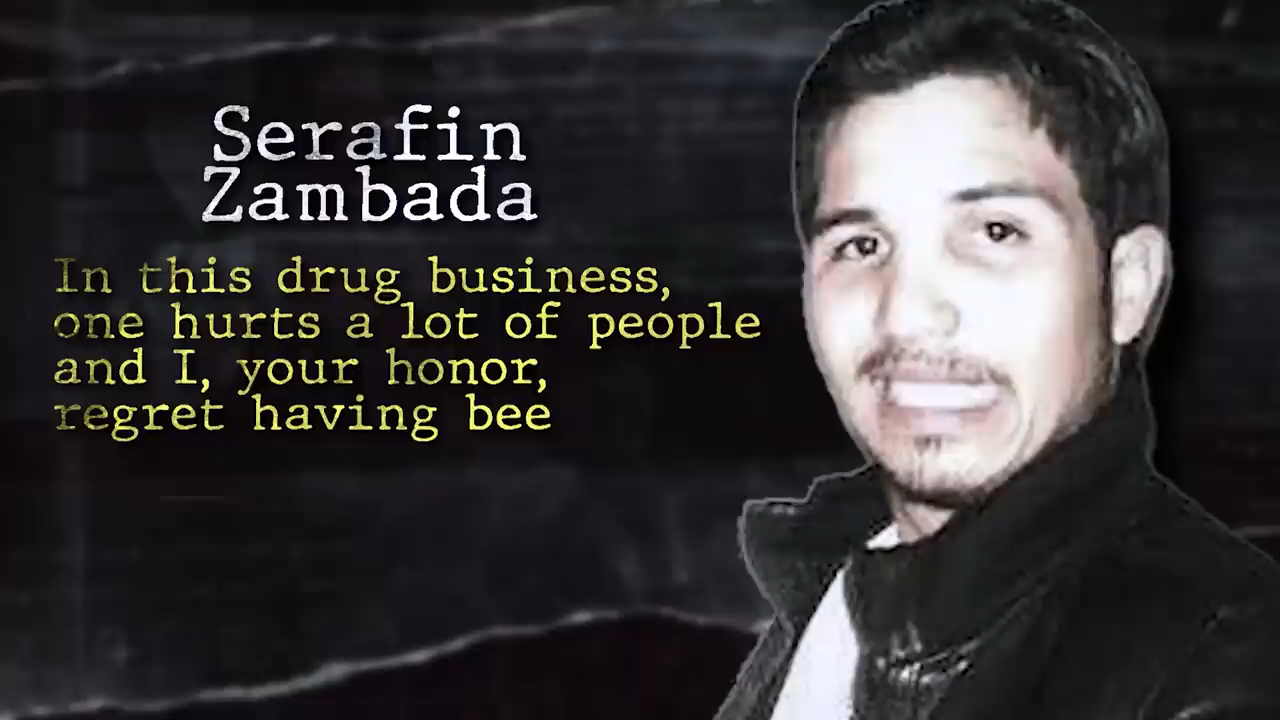 Serafin
Zambada
In this drug business,
one hurts a lot of people
and I, your honor,
regret having bee